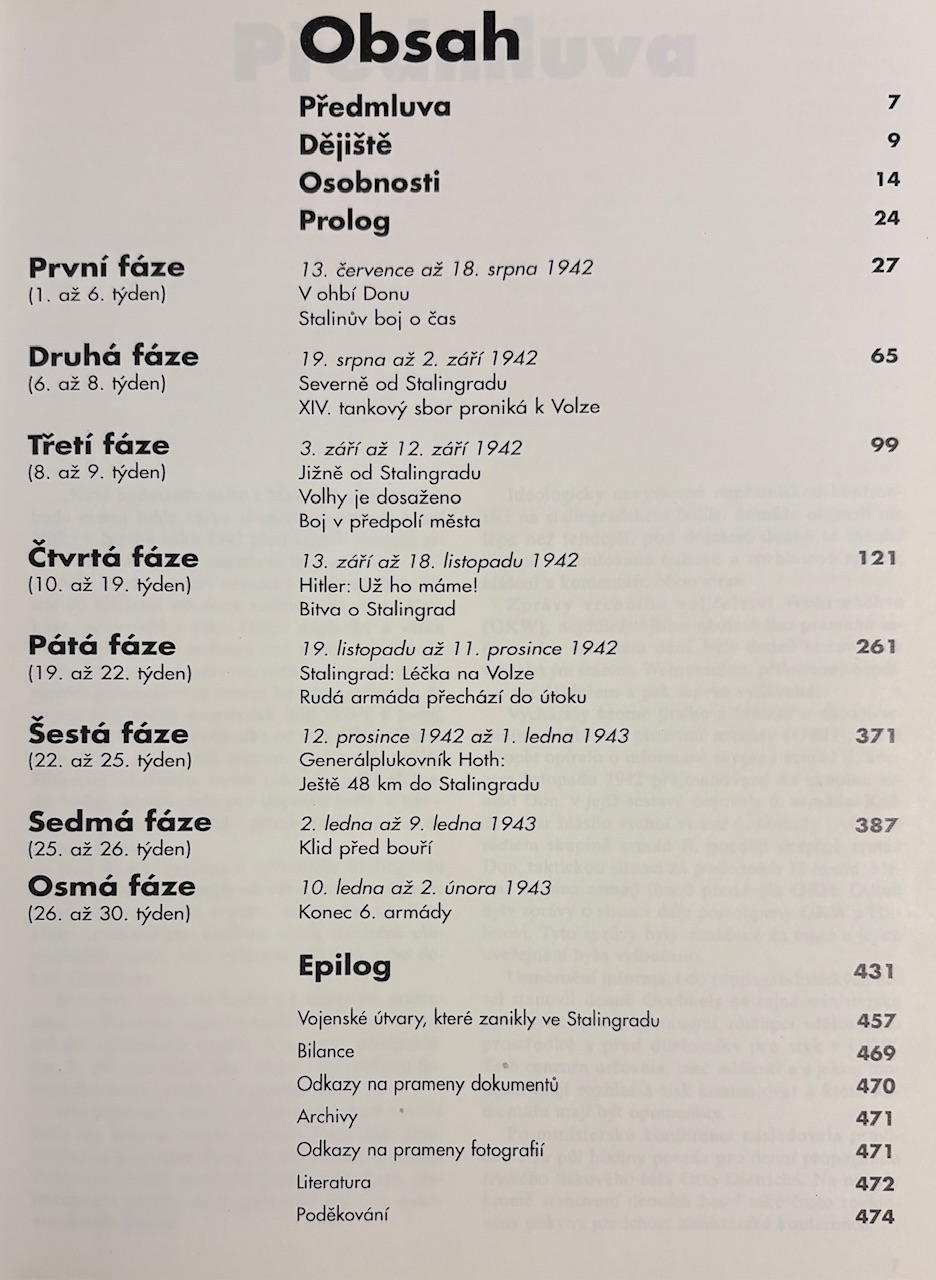 Obsah
Předmluva 7
Dějiště 9
Osobnosti 14
Prolog 24
První fáze 13. července až 18. srpna 1942 27
(1. až 6. týden) V ohbí Donu
Stalinův boj o čas
Druhá fáze 19. srpna až 2. září 1942 65
(6. až 8. týden) Severně od Stalingradu
XIV. tankový sbor proniká k Volze
Třetí fáze 3. září až 12. září 1942 99
(8. až 9. týden) Jižně od Stalingradu
Volhy je dosaženo
Boj v předpolí města
Čtvrtá fáze 13. září až 18. listopadu 1942 121
(10. až 19. týden) Hitler: Už ho máme!
Bitva o Stalingrad
Pátá fáze 19. listopadu až 11. prosince 1942 261
(19. až 22. týden) Stalingrad: Léčka na Volze
Rudá armáda přechází do útoku
Šestá fáze 12. prosince 1942 až 1. ledna 1943 371
(22. až 25. týden) Generálplukovník Hoth:
Ještě 48 km do Stalingradu
Sedmá fáze 2. ledna až 9. ledna 1943 387
(25. až 26. týden) Klid před bouří
Osmá fáze 10. ledna až 2. února 1943
(26. až 30. týden) Konec 6. armády
Epilog 431
Vojenské útvary, které zanikly ve Stalingradu 457
Bilance 469
Odkazy na prameny dokumentů 470
Archivy 471
Odkazy na prameny fotografií 471
Literatura 472
Poděkování 474